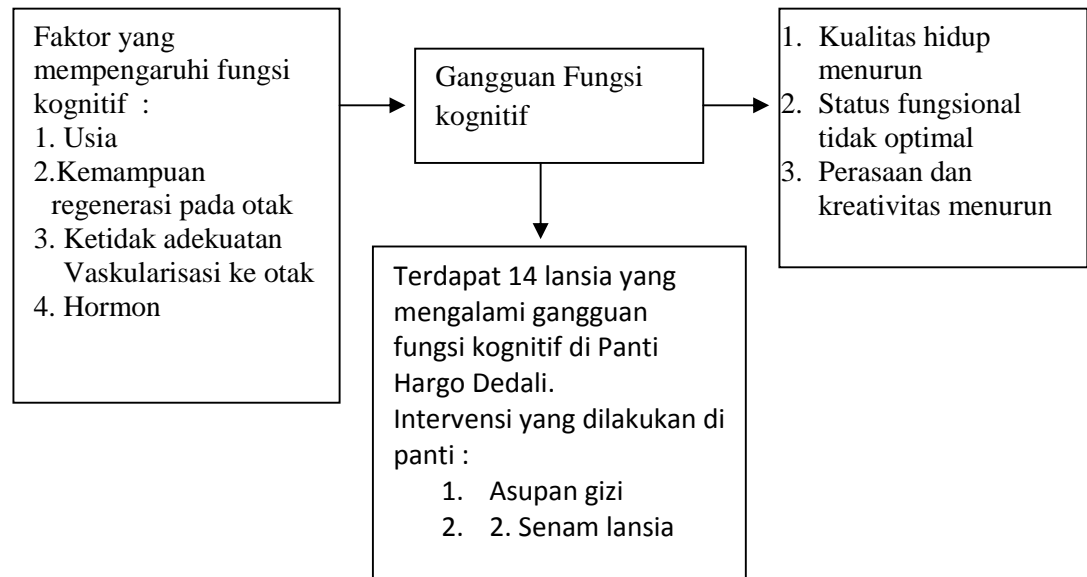 Faktor yang
mempengaruhi fungsi
kognitif :
1. Usia
2.Kemampuan
regenerasi pada otak
3. Ketidak adekuatan
Vaskularisasi ke otak
4. Hormon
Gangguan Fungsi
kognitif
1. Kualitas hidup
menurun
2. Status fungsional
tidak optimal
3. Perasaan dan
kreativitas menurun
Terdapat 14 lansia yang
mengalami gangguan
fungsi kognitif di Panti
Hargo Dedali.
Intervensi yang dilakukan di
panti :
1. Asupan gizi
2. 2. Senam lansia